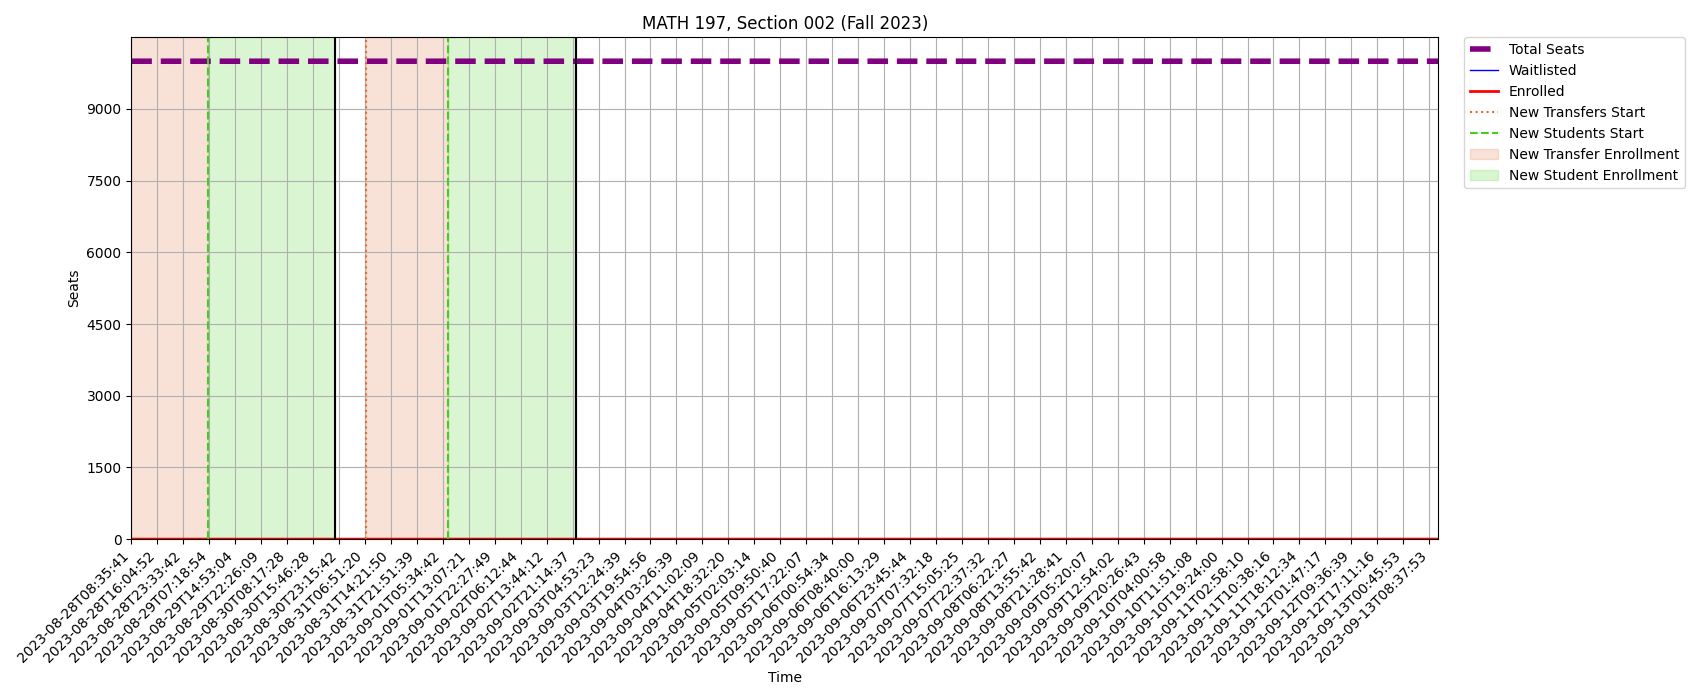 MATH 197, Section 002 (Fall 2023)
Total Seats
Waitlisted
Enrolled
New Transfers Start
New Students Start
New Transfer Enrollment
New Student Enrollment
Seats
9000
7500
6000
4500
3000
1500
0
2023-08-28T08:35:41
2023-08-28T16:04:52
2023-08-28T23:33:42
2023-08-29T07:18:54
2023-08-29T14:53:04
2023-08-29T22:26:09
2023-08-30T08:17:28
2023-08-30T15:46:28
2023-08-30T23:15:42
2023-08-31T06:51:20
2023-08-31T14:21:50
2023-08-31T21:51:39
2023-09-01T05:34:42
2023-09-01T13:07:21
2023-09-01T22:27:49
2023-09-02T06:12:44
2023-09-02T13:44:12
2023-09-02T21:14:37
2023-09-03T04:53:23
2023-09-03T12:24:39
2023-09-03T19:54:56
2023-09-04T03:26:39
2023-09-04T11:02:09
2023-09-04T18:32:20
2023-09-05T02:03:14
2023-09-05T09:50:40
2023-09-05T17:22:07
2023-09-06T00:54:34
2023-09-06T08:40:00
2023-09-06T16:13:29
2023-09-06T23:45:44
2023-09-07T07:32:18
2023-09-07T15:05:25
2023-09-07T22:37:32
2023-09-08T06:22:27
2023-09-08T13:55:42
2023-09-08T21:28:41
2023-09-09T05:20:07
2023-09-09T12:54:02
2023-09-09T20:26:43
2023-09-10T04:00:58
2023-09-10T11:51:08
2023-09-10T19:24:00
2023-09-11T02:58:10
2023-09-11T10:38:16
2023-09-11T18:12:34
2023-09-12T01:47:17
2023-09-12T09:36:39
2023-09-12T17:11:16
2023-09-13T00:45:53
2023-09-13T08:37:53
Time